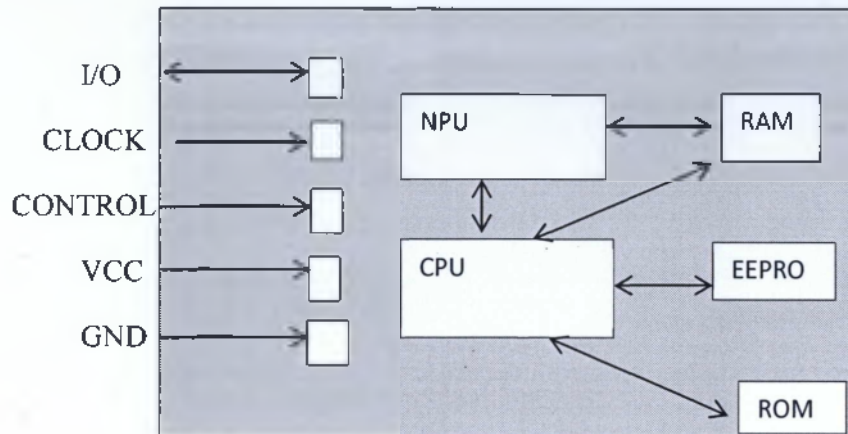 I/O
CLOCK
CONTROL
VCC
GND
NPU
RAM
CPU
EEPRO
ROM